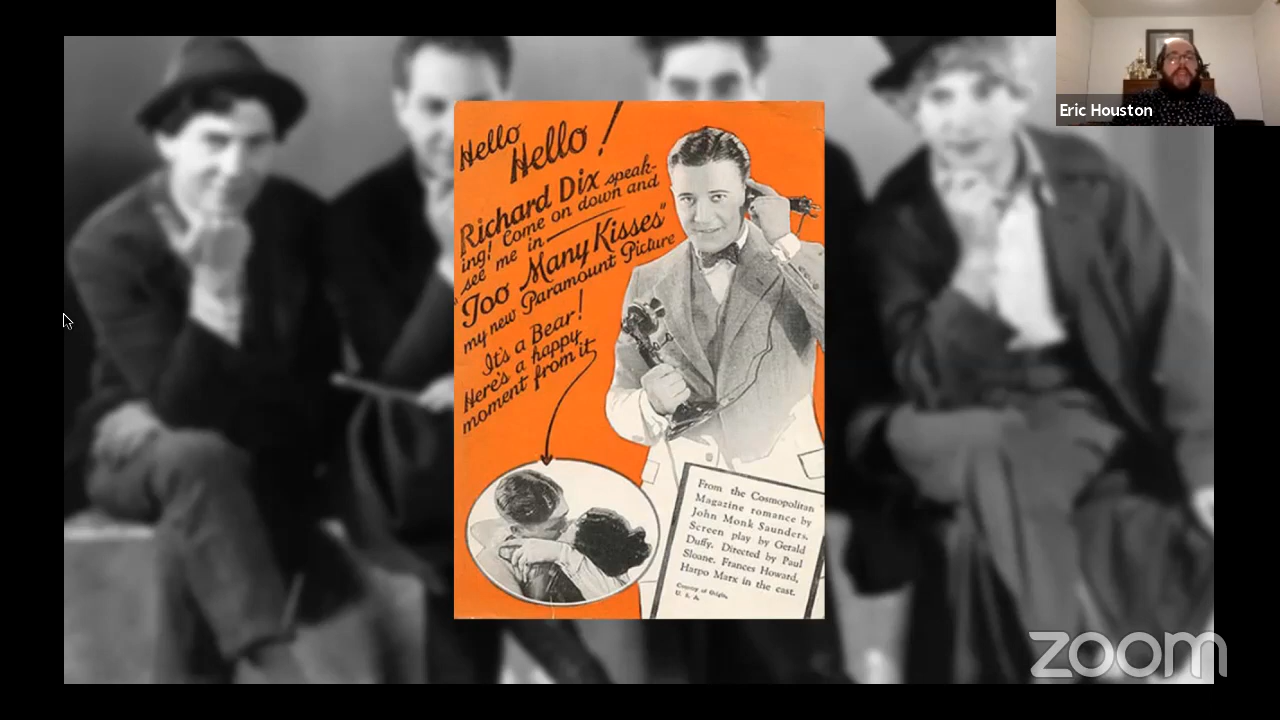 Hello
Hello!
Richard Dix speak-
ing! Come on down and
see me in
"Too Many Kisses"
my new Paramount Picture
It's a Bear!
Here's a happy
moment from it
From the Cosmopolitan
Magazine romance by
John Monk Saunders.
Screen play by Gerald
Duffy. Directed by Paul
Sloane. Frances Howard,
Harpo Marx in the cast.
Country of Origin,
U. S. A.
Eric Houston
zoom